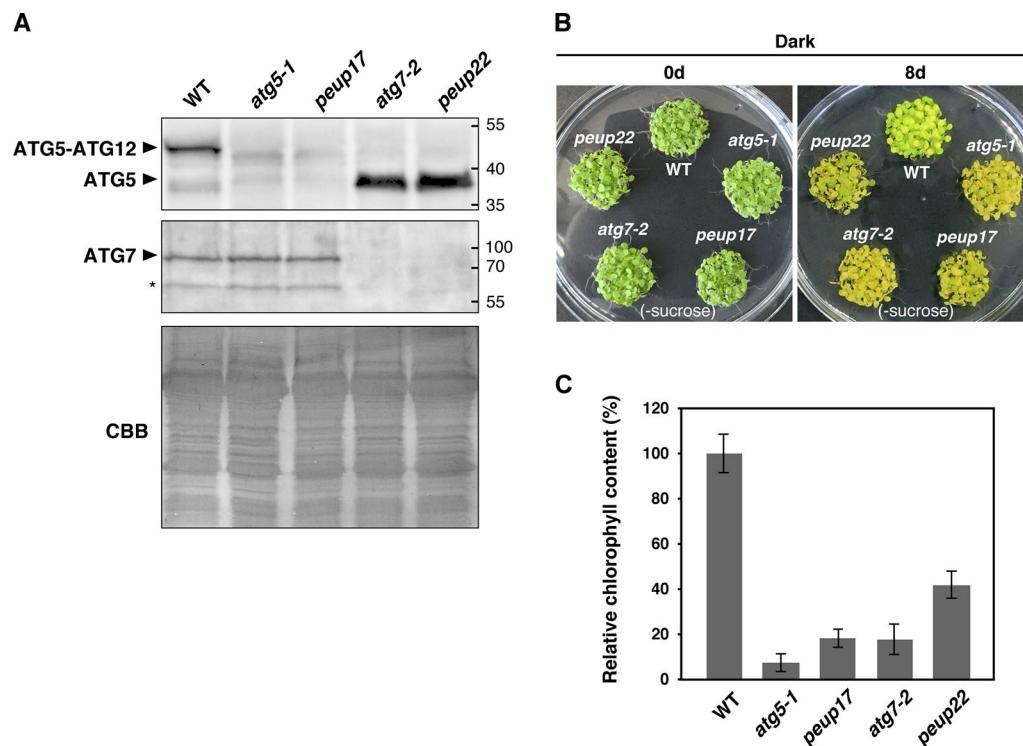 A
WT
atg5-1
peup17
atg7-2
peup22
ATG5-ATG12
ATG5
55
40
35
ATG7
*
100
70
55
CBB
B
Dark
0d
8d
peup22
WT
atg5-1
atg7-2
peup17
(-sucrose)
peup22
WT
atg5-1
atg7-2
peup17
(-sucrose)
C
Relative chlorophyll content (%)
120
100
80
60
40
20
0
WT
atg5-1
peup17
atg7-2
peup22